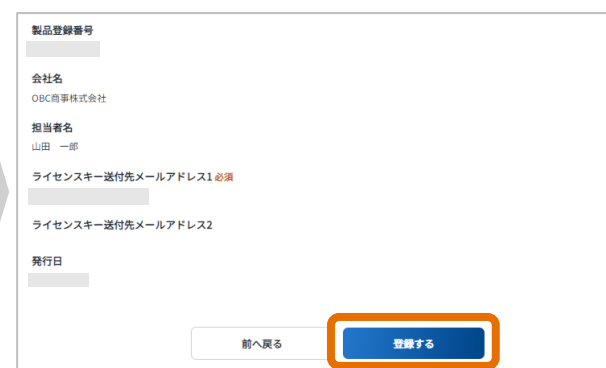 製品登録番号
会社名
OBC商事株式会社
担当者名
山田　一郎
ライセンスキー送付先メールアドレス1 必須
ライセンスキー送付先メールアドレス2
発行日
前へ戻る 登録する